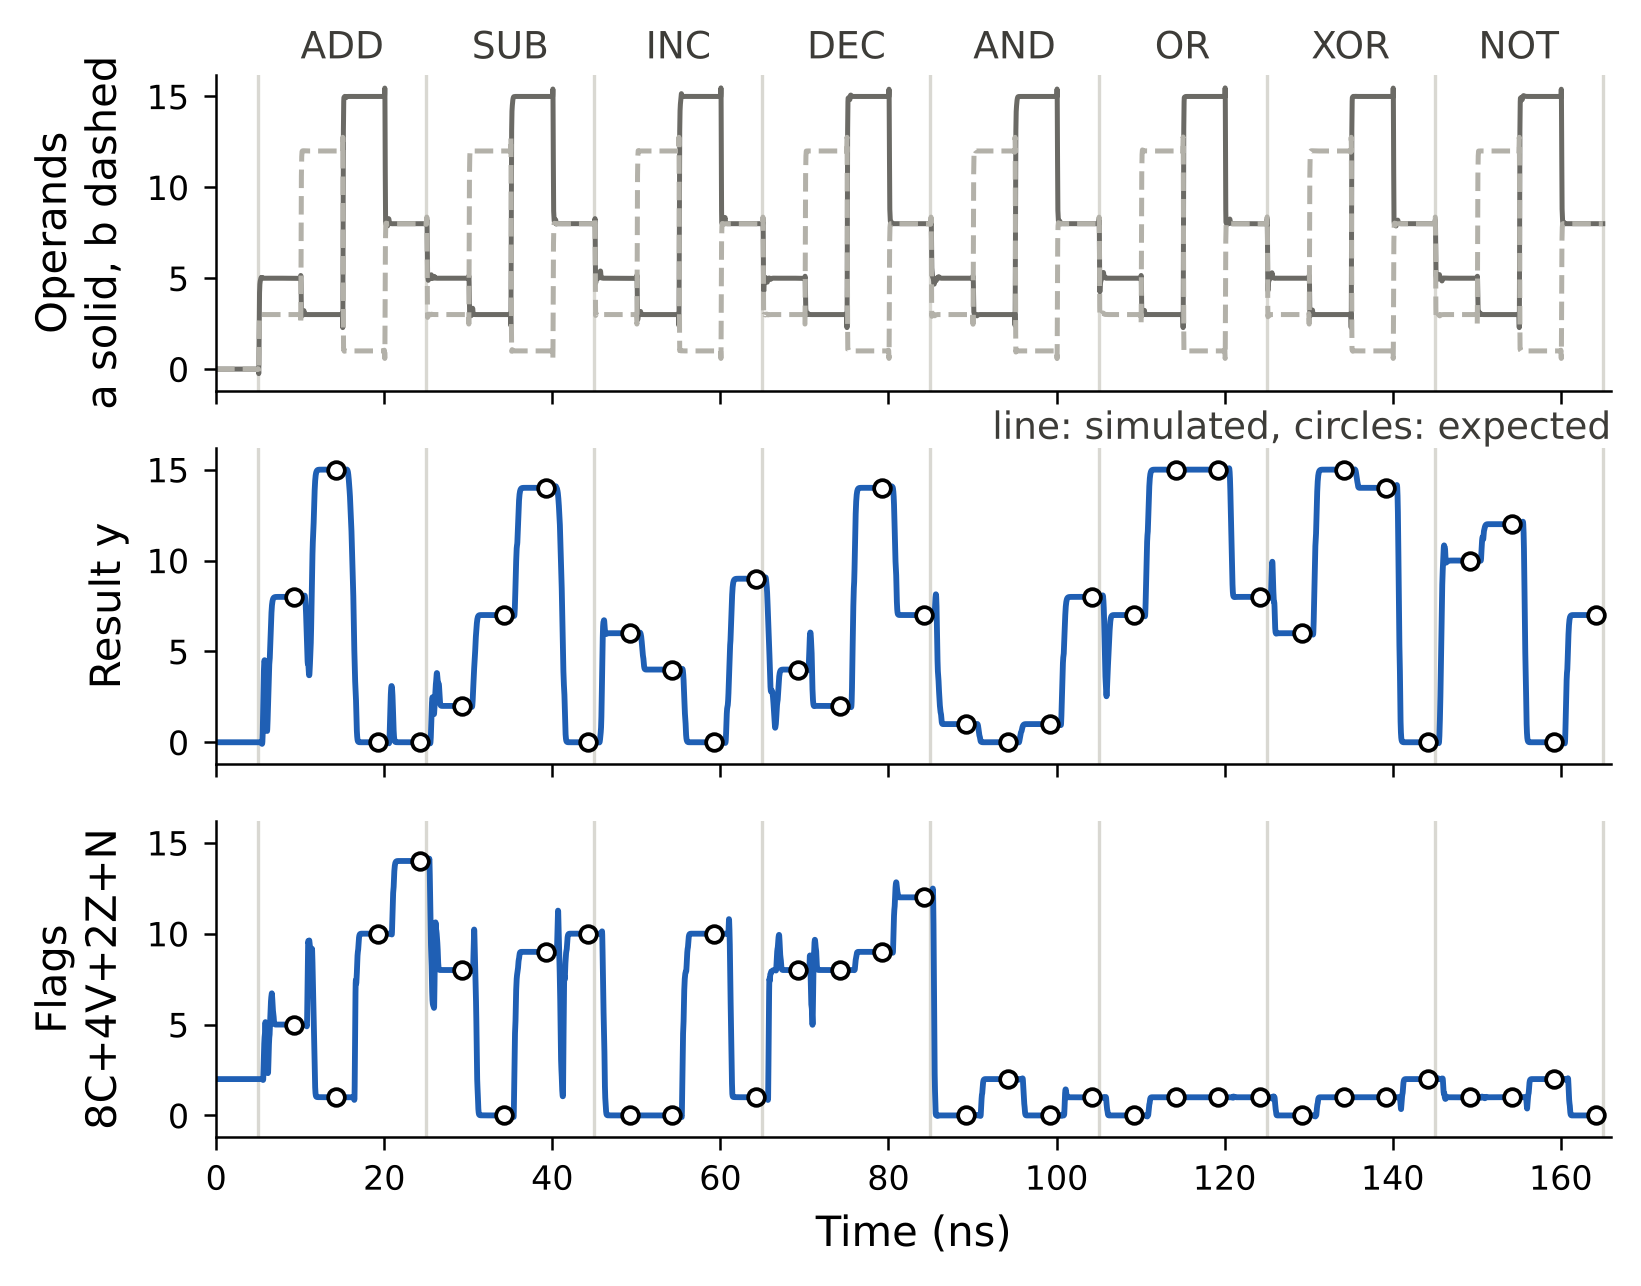 ADD SUB INC DEC AND OR XOR NOT
Operands
a solid, b dashed
15
10
5
0
line: simulated, circles: expected
Result y
15
10
5
0
Flags
8C+4V+2Z+N
15
10
5
0
0 20 40 60 80 100 120 140 160
Time (ns)